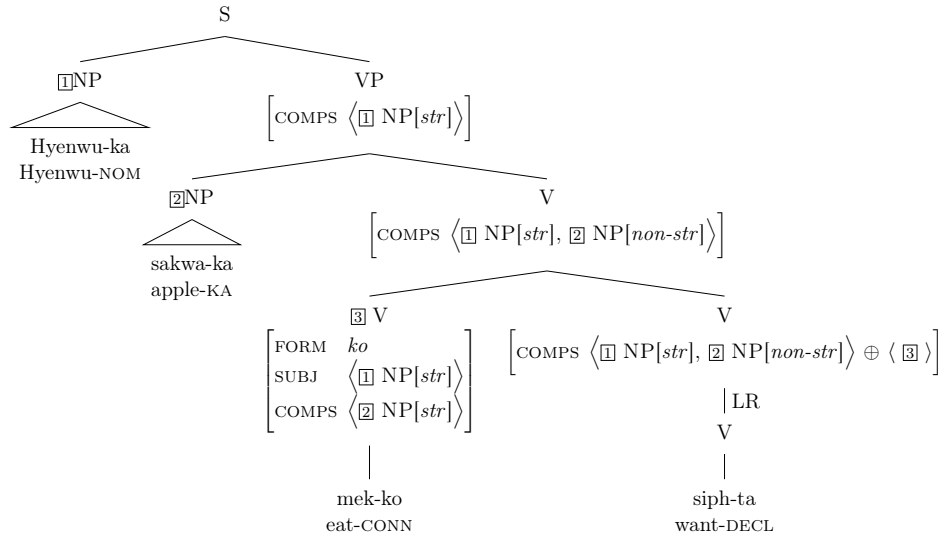 S
1NP VP
[COMPS ⟨1 NP[str]⟩]
Hyenwu-ka
Hyenwu-NOM
2NP V
[COMPS ⟨1 NP[str], 2 NP[non-str]⟩]
sakwa-ka
apple-KA
3 V V
FORM ko
SUBJ ⟨1 NP[str]⟩
COMPS ⟨2 NP[str]⟩
[COMPS ⟨1 NP[str], 2 NP[non-str]⟩ ⊕ ⟨ 3 ⟩]
LR
V
mek-ko siph-ta
eat-CONN want-DECL